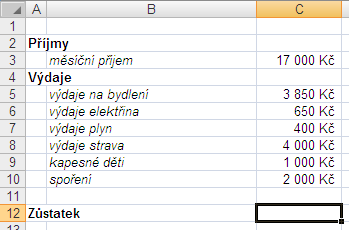 A B C
1
2 Příjmy
3 měsíční příjem 17 000 Kč
4 Výdaje
5 výdaje na bydlení 3 850 Kč
6 výdaje elektřina 650 Kč
7 výdaje plyn 400 Kč
8 výdaje strava 4 000 Kč
9 kapesné děti 1 000 Kč
10 spoření 2 000 Kč
11
12 Zůstatek
13